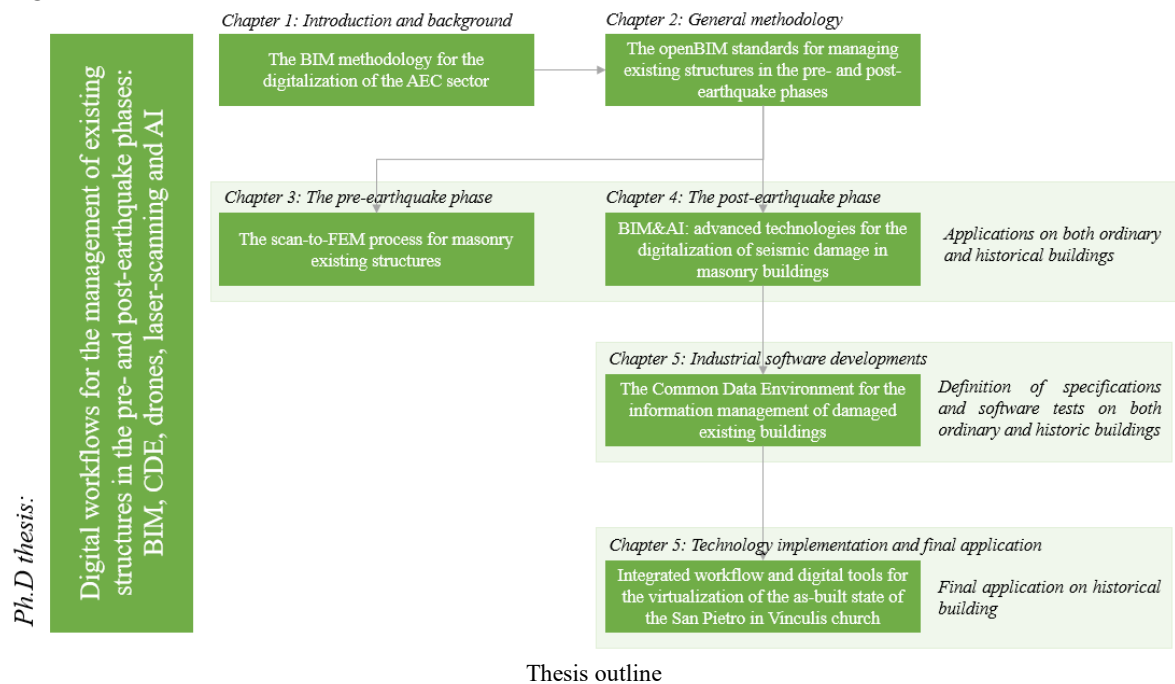 Ph.D thesis:
Digital workflows for the management of existing
structures in the pre- and post-earthquake phases:
BIM, CDE, drones, laser-scanning and AI
Chapter 1: Introduction and background
The BIM methodology for the
digitalization of the AEC sector
Chapter 2: General methodology
The openBIM standards for managing
existing structures in the pre- and post-
earthquake phases
Chapter 3: The pre-earthquake phase
The scan-to-FEM process for masonry
existing structures
Chapter 4: The post-earthquake phase
BIM&AI: advanced technologies for the
digitalization of seismic damage in
masonry buildings
Applications on both ordinary
and historical buildings
Chapter 5: Industrial software developments
The Common Data Environment for the
information management of damaged
existing buildings
Definition of specifications
and software tests on both
ordinary and historic buildings
Chapter 5: Technology implementation and final application
Integrated workflow and digital tools for
the virtualization of the as-built state of
the San Pietro in Vinculis church
Final application on historical
building
Thesis outline